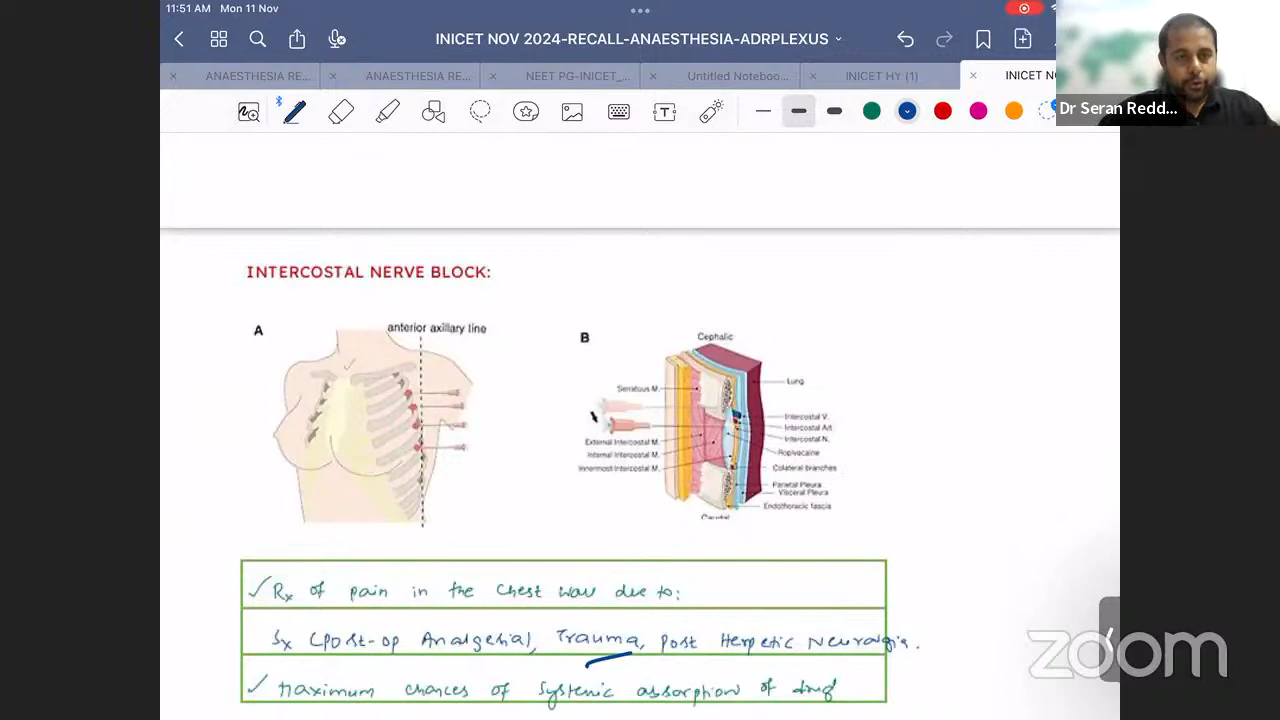 11:51 AM Mon 11 Nov
INICET NOV 2024-RECALL-ANAESTHESIA-ADRPLEXUS
ANAESTHESIA RE...
ANAESTHESIA RE...
NEET PG-INICET_...
Untitled Noteboo...
INICET HY (1)
INICET NO
Dr Seran Redd...
INTERCOSTAL NERVE BLOCK:
A
anterior axillary line
B
Cephalic
Serratus M.
Lung
Intercostal V.
Intercostal Art
Intercostal N.
External Intercostal M.
Internal Intercostal M.
Innermost Intercostal M.
Ropivacaine
Collateral branches
Parietal Pleura
Visceral Pleura
Endothoracic fascia
Caudal
✓ Rx of pain in the chest wall due to:
Sx (post-op Analgesia), Trauma, post Herpetic Neuralgia.
✓ Maximum chances of systemic absorption of drug
zoom